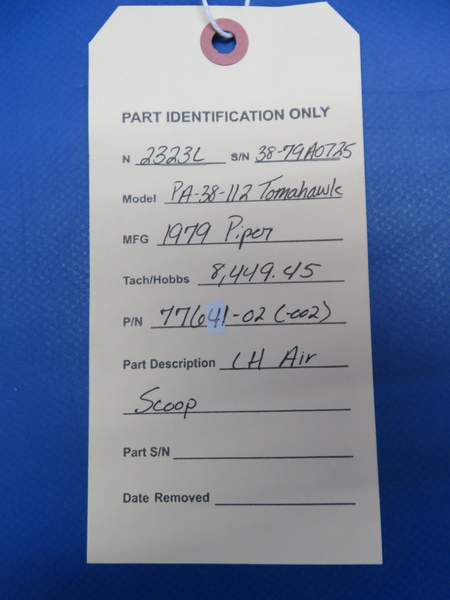 PART IDENTIFICATION ONLY
N 2323L S/N 38-79A0725
Model PA-38-112 Tomahawk
MFG 1979 Piper
Tach/Hobbs 8,449.45
P/N 77641-02 (-002)
Part Description LH Air
Scoop
Part S/N
Date Removed